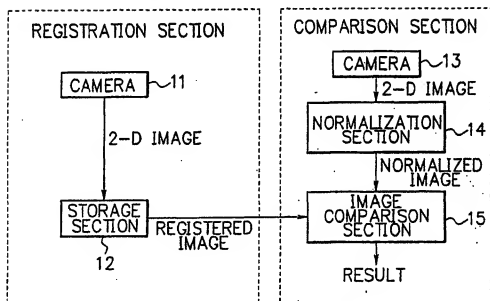 REGISTRATION SECTION
CAMERA
11
2-D IMAGE
STORAGE
SECTION
12
REGISTERED
IMAGE
COMPARISON SECTION
CAMERA
13
2-D IMAGE
NORMALIZATION
SECTION
14
NORMALIZED
IMAGE
IMAGE
COMPARISON
SECTION
15
RESULT